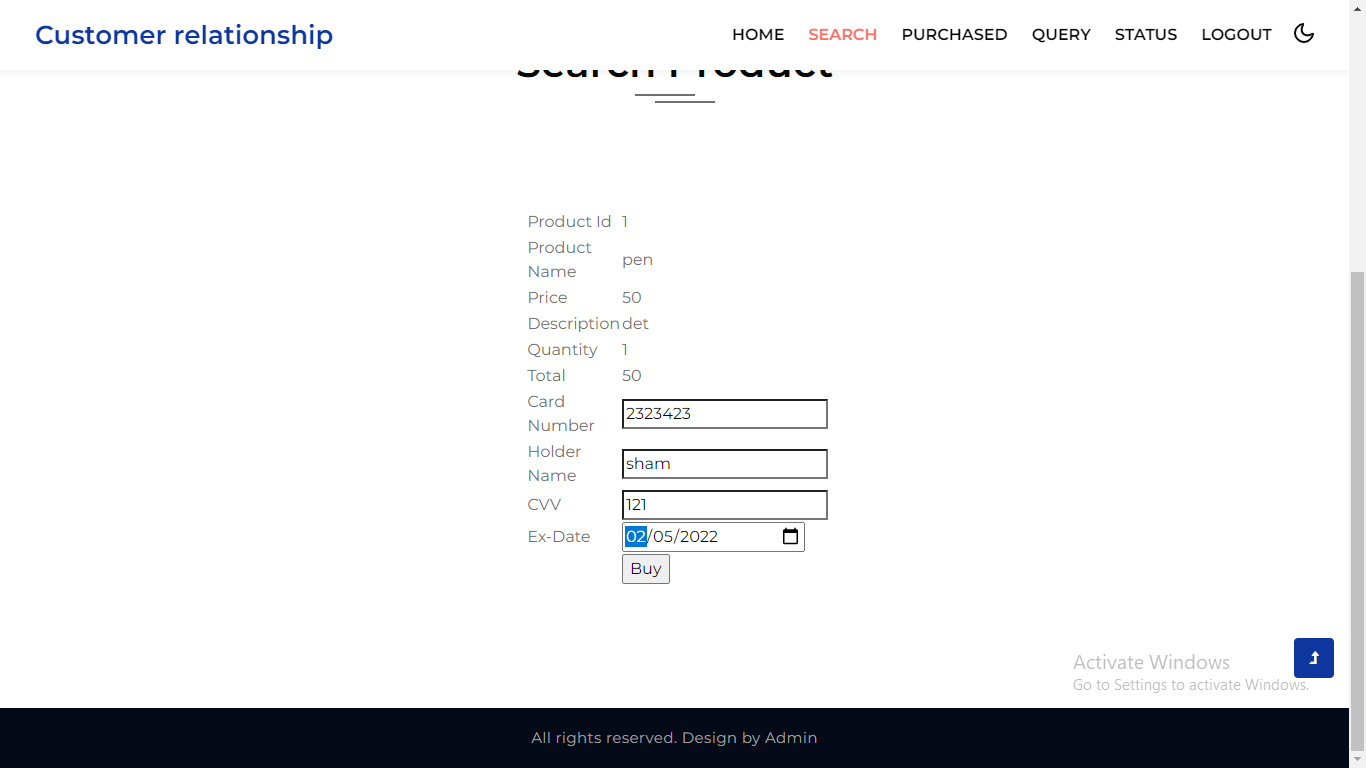 Customer relationship
HOME SEARCH PURCHASED QUERY STATUS LOGOUT
Search Product
Product Id 1
Product
Name
pen
Price 50
Description det
Quantity 1
Total 50
Card
Number
2323423
Holder
Name
sham
CVV 121
Ex-Date 02/05/2022
Buy
Activate Windows
Go to Settings to activate Windows.
All rights reserved. Design by Admin